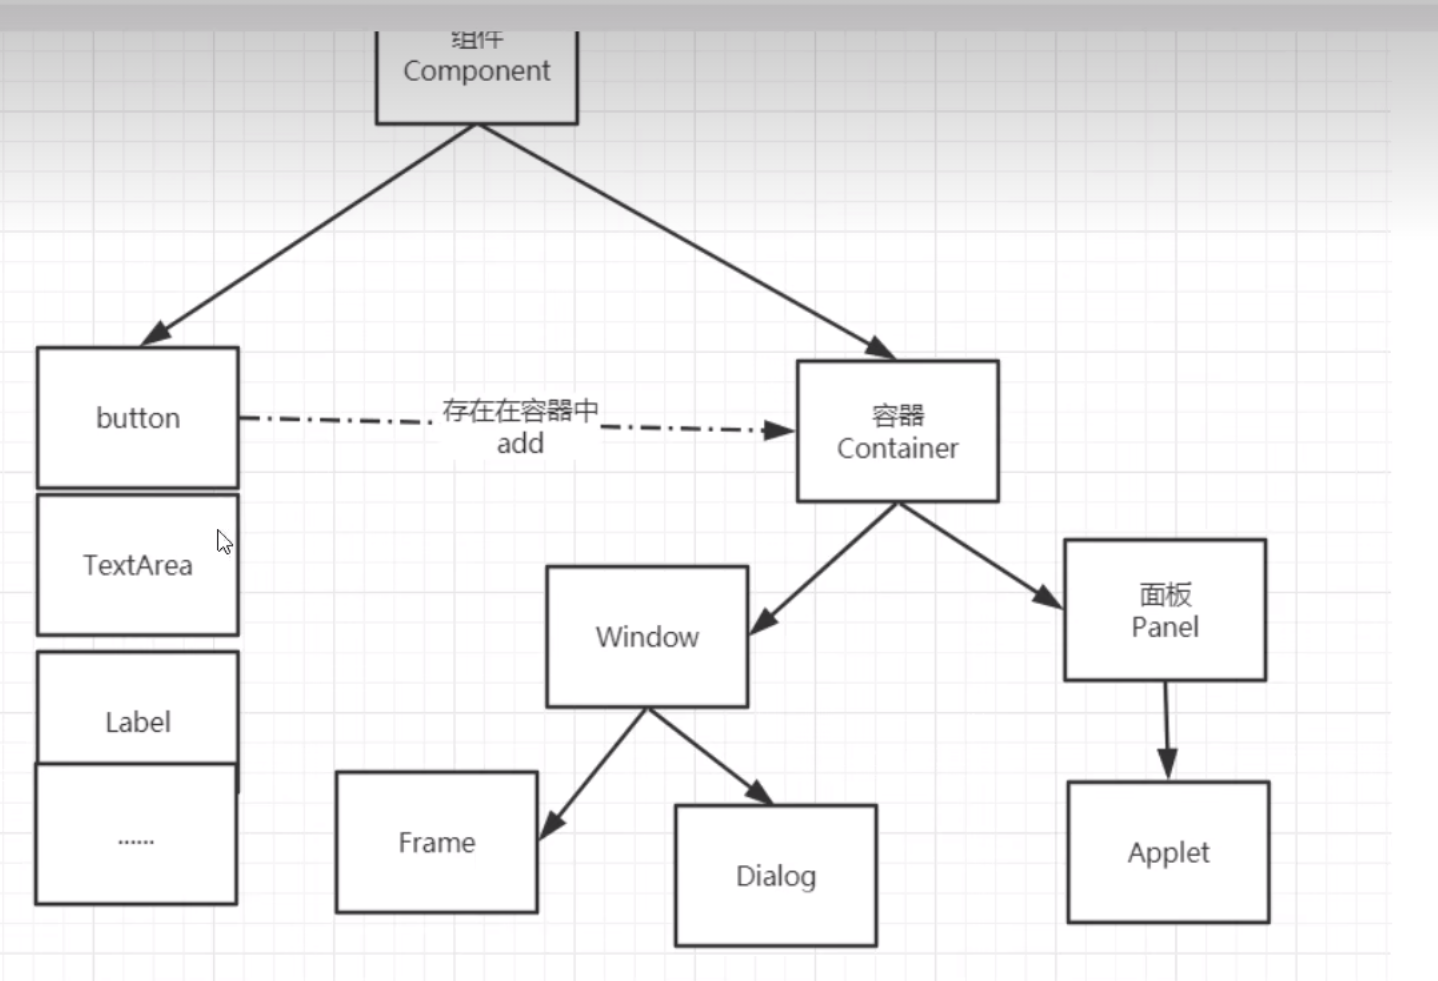 组件
Component
button
存在在容器中
add
容器
Container
TextArea
Window
面板
Panel
Label
......
Frame
Dialog
Applet